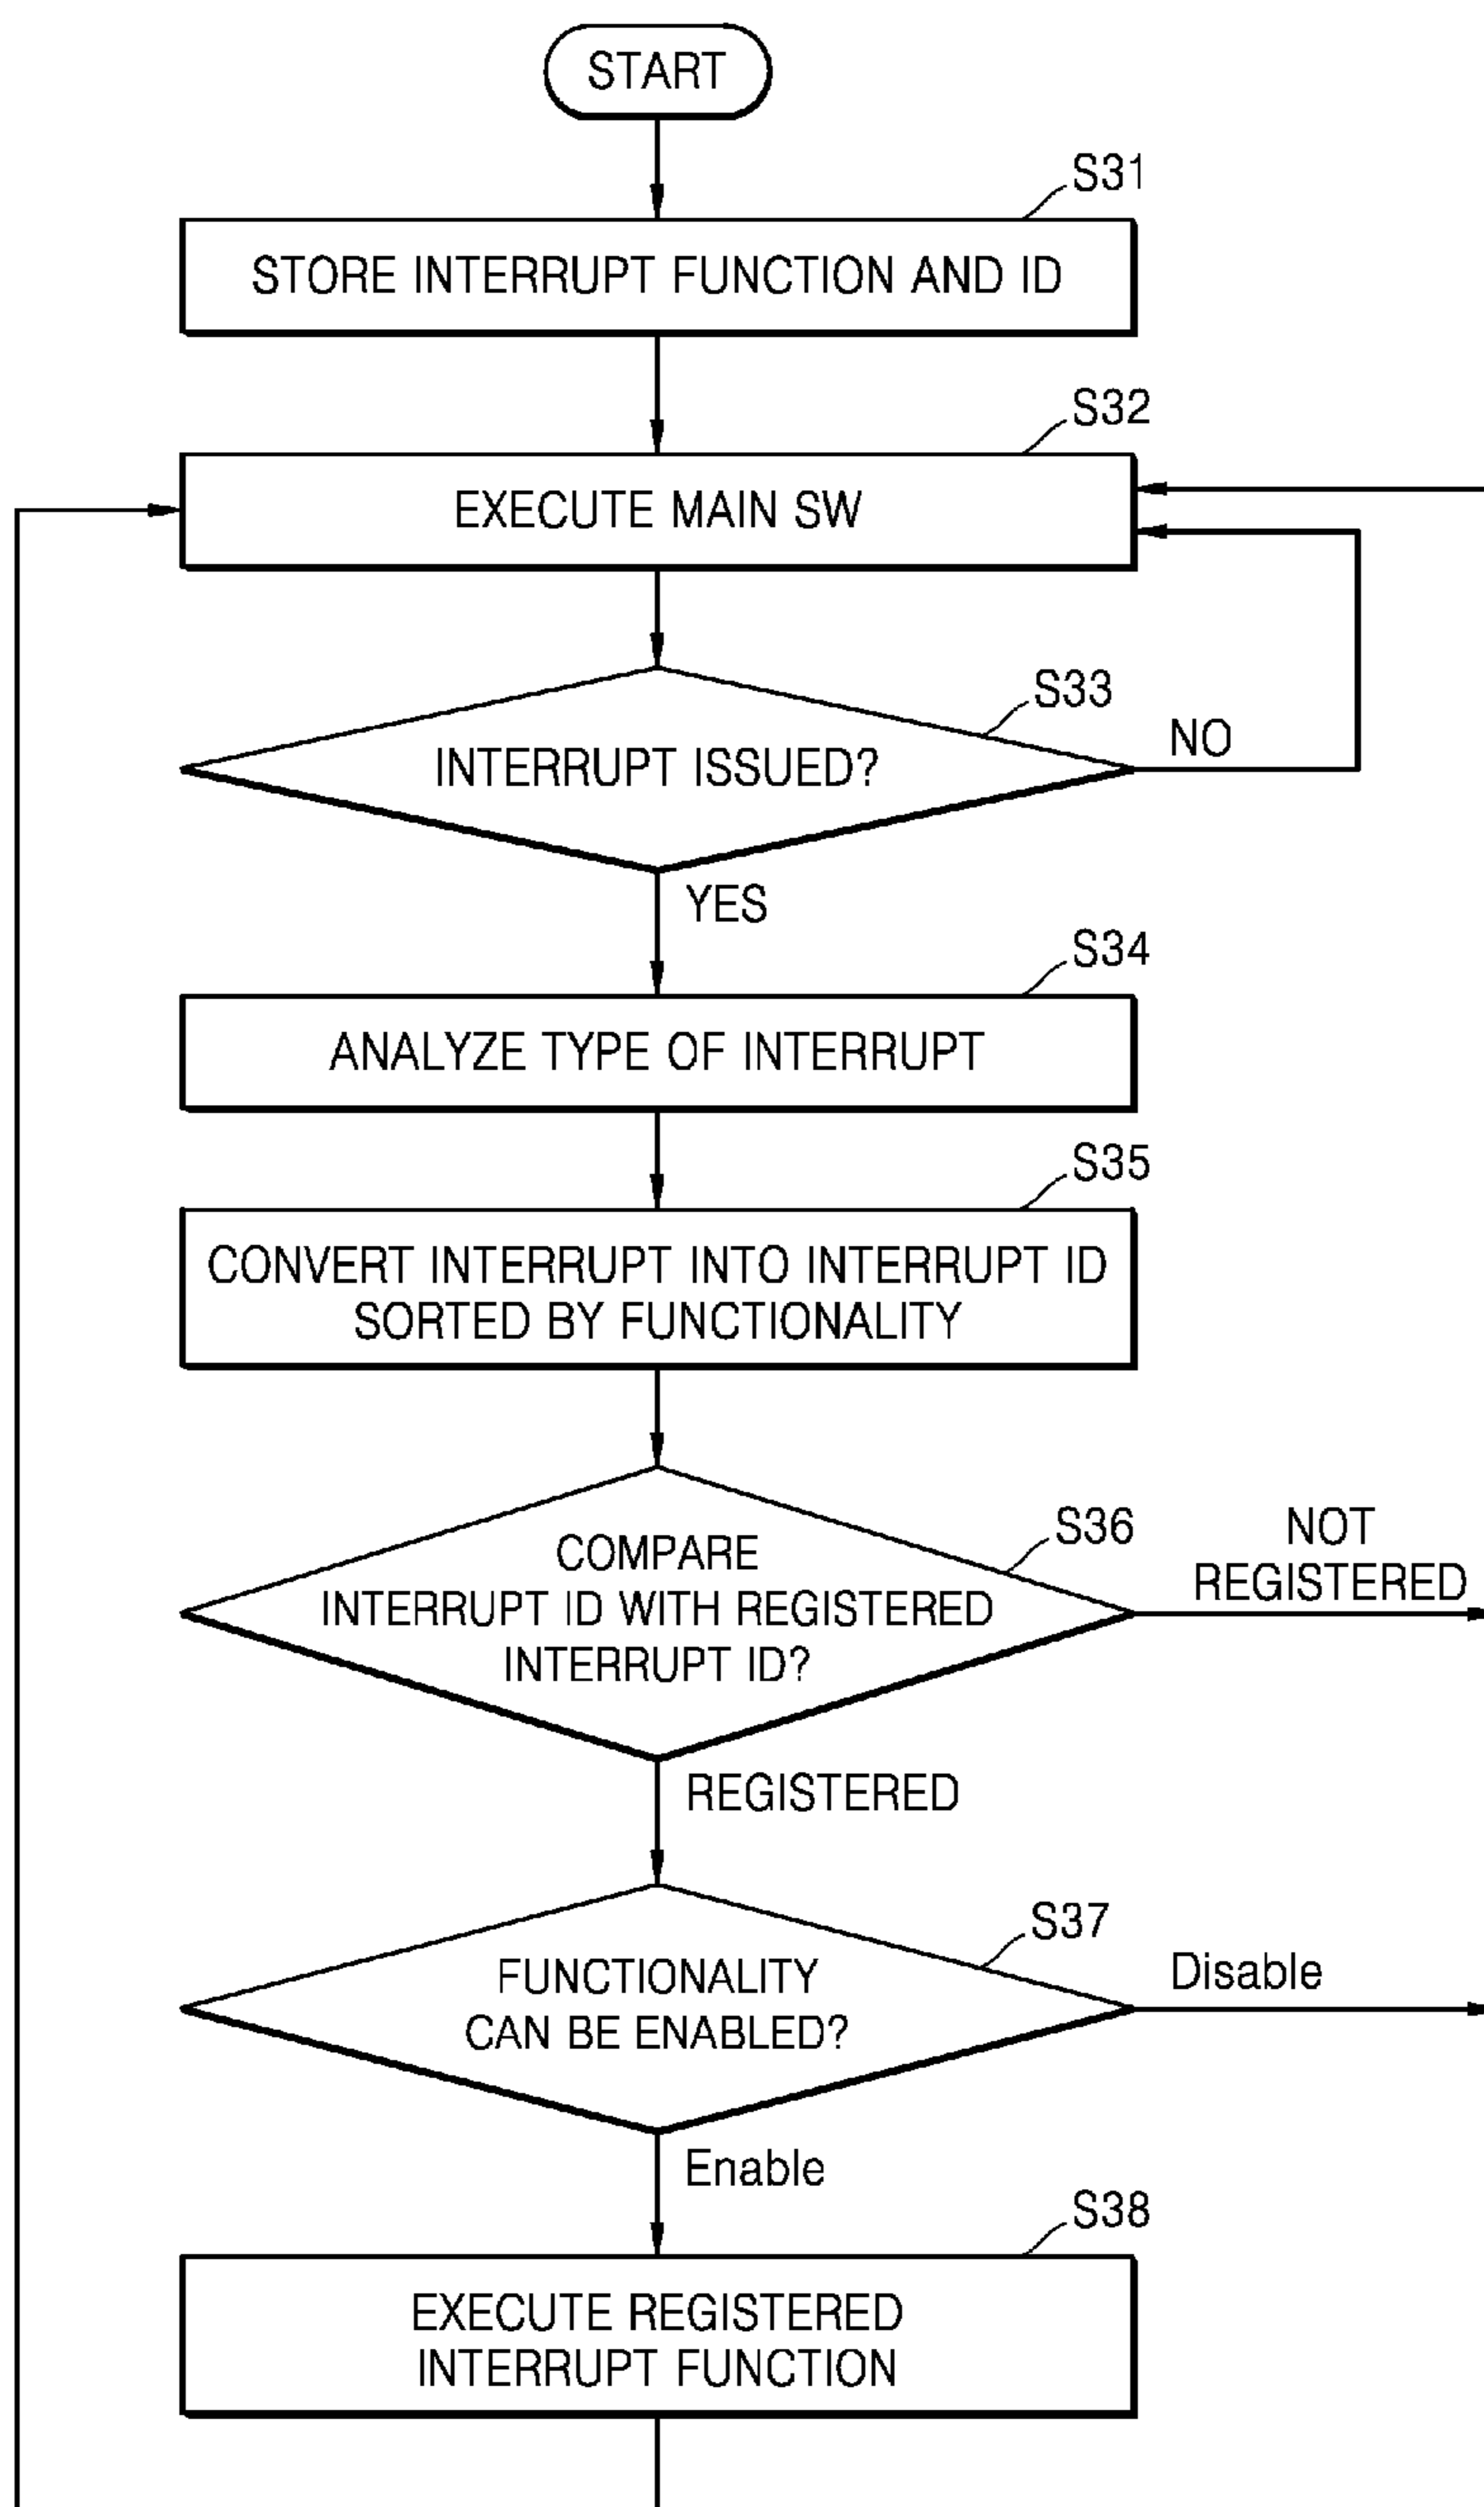 START
S31
STORE INTERRUPT FUNCTION AND ID
S32
EXECUTE MAIN SW
S33
INTERRUPT ISSUED?
NO
YES
S34
ANALYZE TYPE OF INTERRUPT
S35
CONVERT INTERRUPT INTO INTERRUPT ID
SORTED BY FUNCTIONALITY
S36
COMPARE
INTERRUPT ID WITH REGISTERED
INTERRUPT ID?
NOT
REGISTERED
REGISTERED
S37
FUNCTIONALITY
CAN BE ENABLED?
Disable
Enable
S38
EXECUTE REGISTERED
INTERRUPT FUNCTION